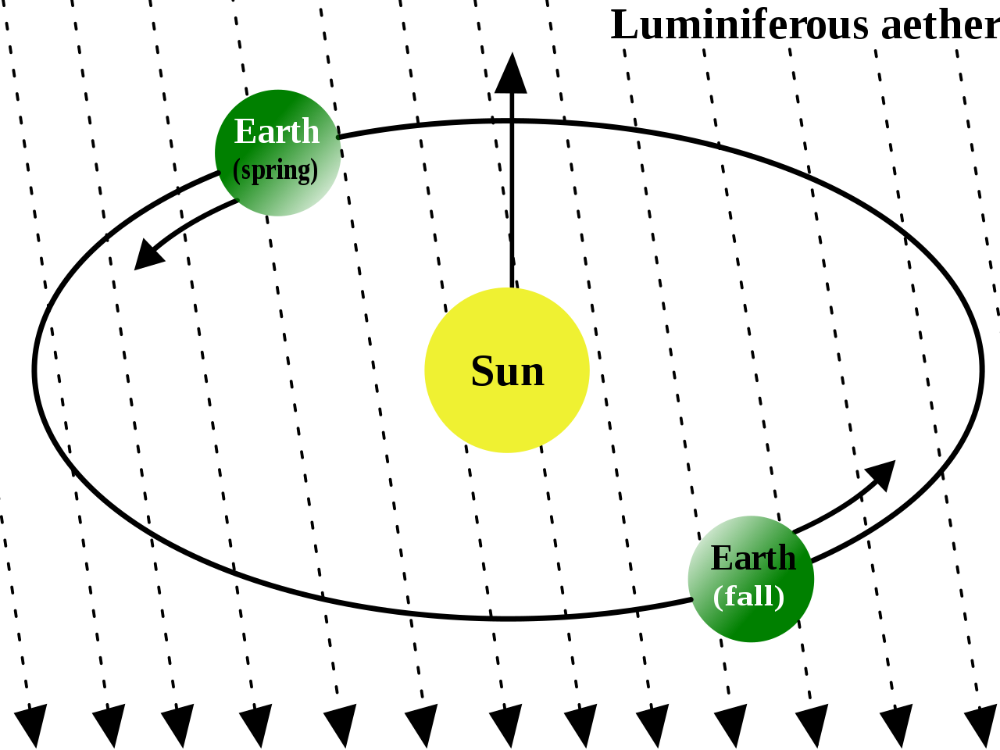 Luminiferous aether
Earth
(spring)
Sun
Earth
(fall)